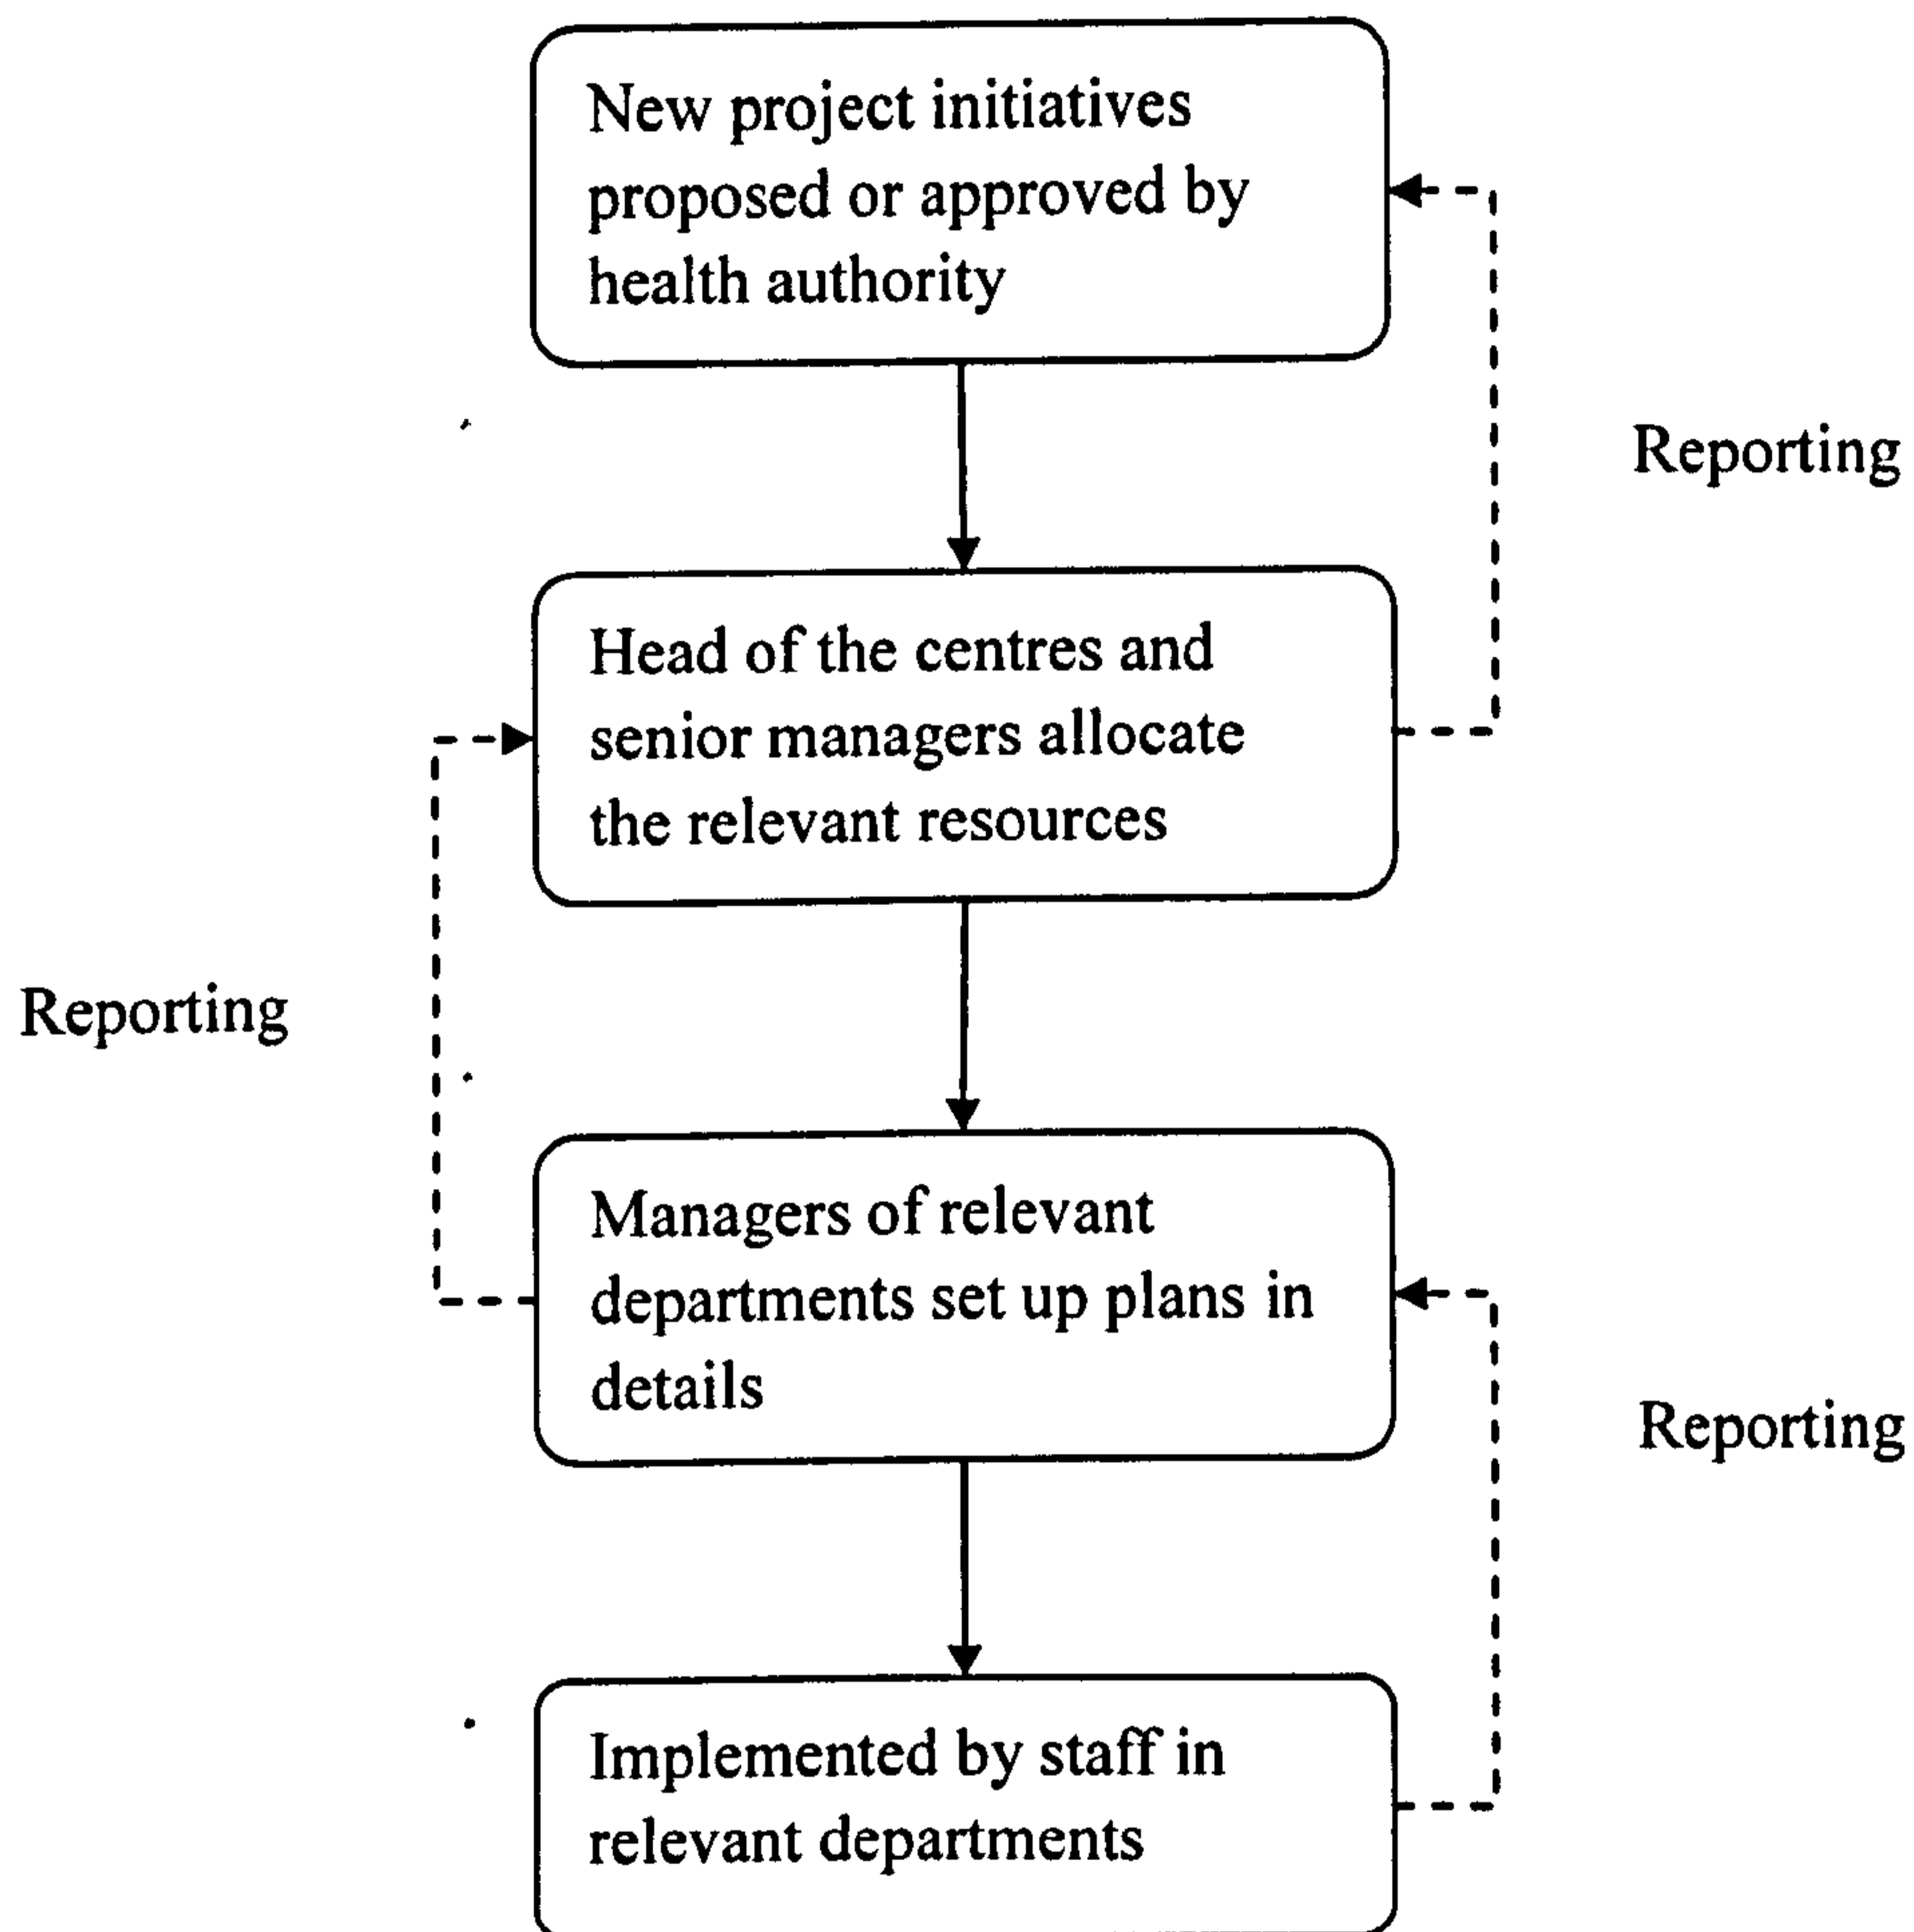 New project initiatives
proposed or approved by
health authority
Reporting
Head of the centres and
senior managers allocate
the relevant resources
Reporting
Managers of relevant
departments set up plans in
details
Reporting
Implemented by staff in
relevant departments